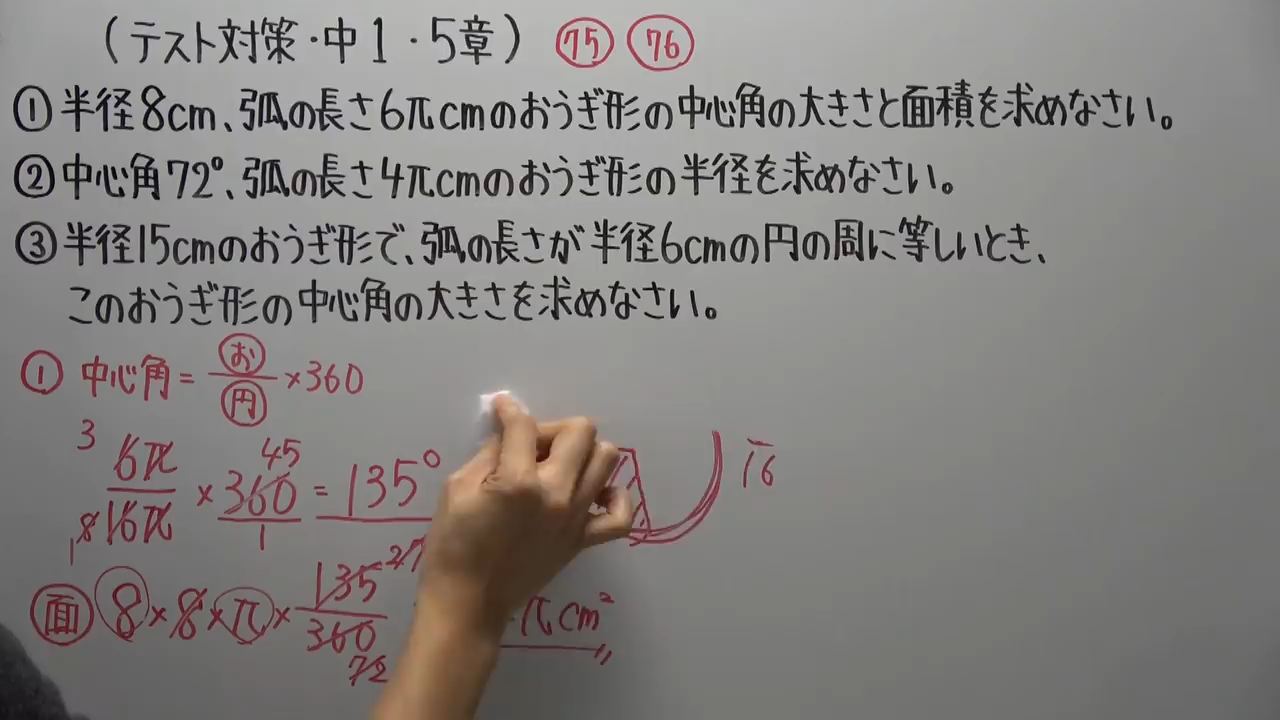 (テスト対策・中1・5章) 75 76
①半径8cm、弧の長さ6πcmのおうぎ形の中心角の大きさと面積を求めなさい。
②中心角72°、弧の長さ4πcmのおうぎ形の半径を求めなさい。
③半径15cmのおうぎ形で、弧の長さが半径6cmの円の周に等しいとき、
このおうぎ形の中心角の大きさを求めなさい。
① 中心角 = お/円 ×360
3 45
6π/16π × 360/1 = 135°
8 1
面 8×8×π× 135/360 πcm²
27
72